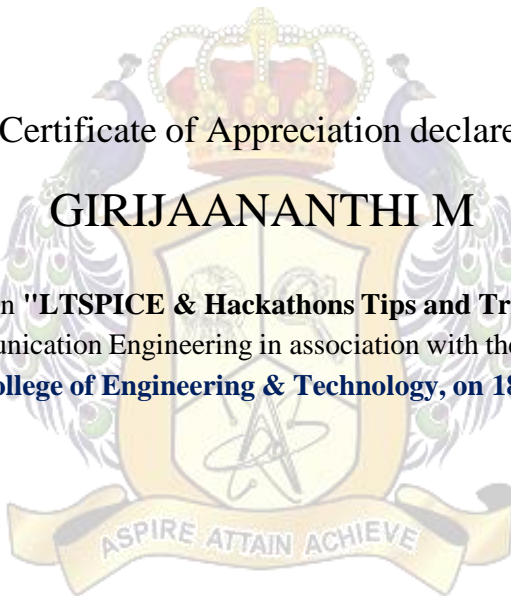 Certificate of Appreciation declare
GIRIJAANANTHI M
n "LTSPICE & Hackathons Tips and Tr
unication Engineering in association with the
ollege of Engineering & Technology, on 18
ASPIRE ATTAIN ACHIEVE